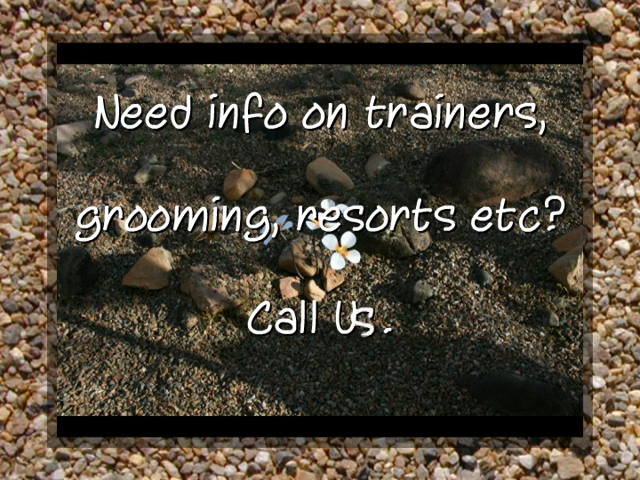 Need info on trainers,
grooming, resorts etc?
Call Us.